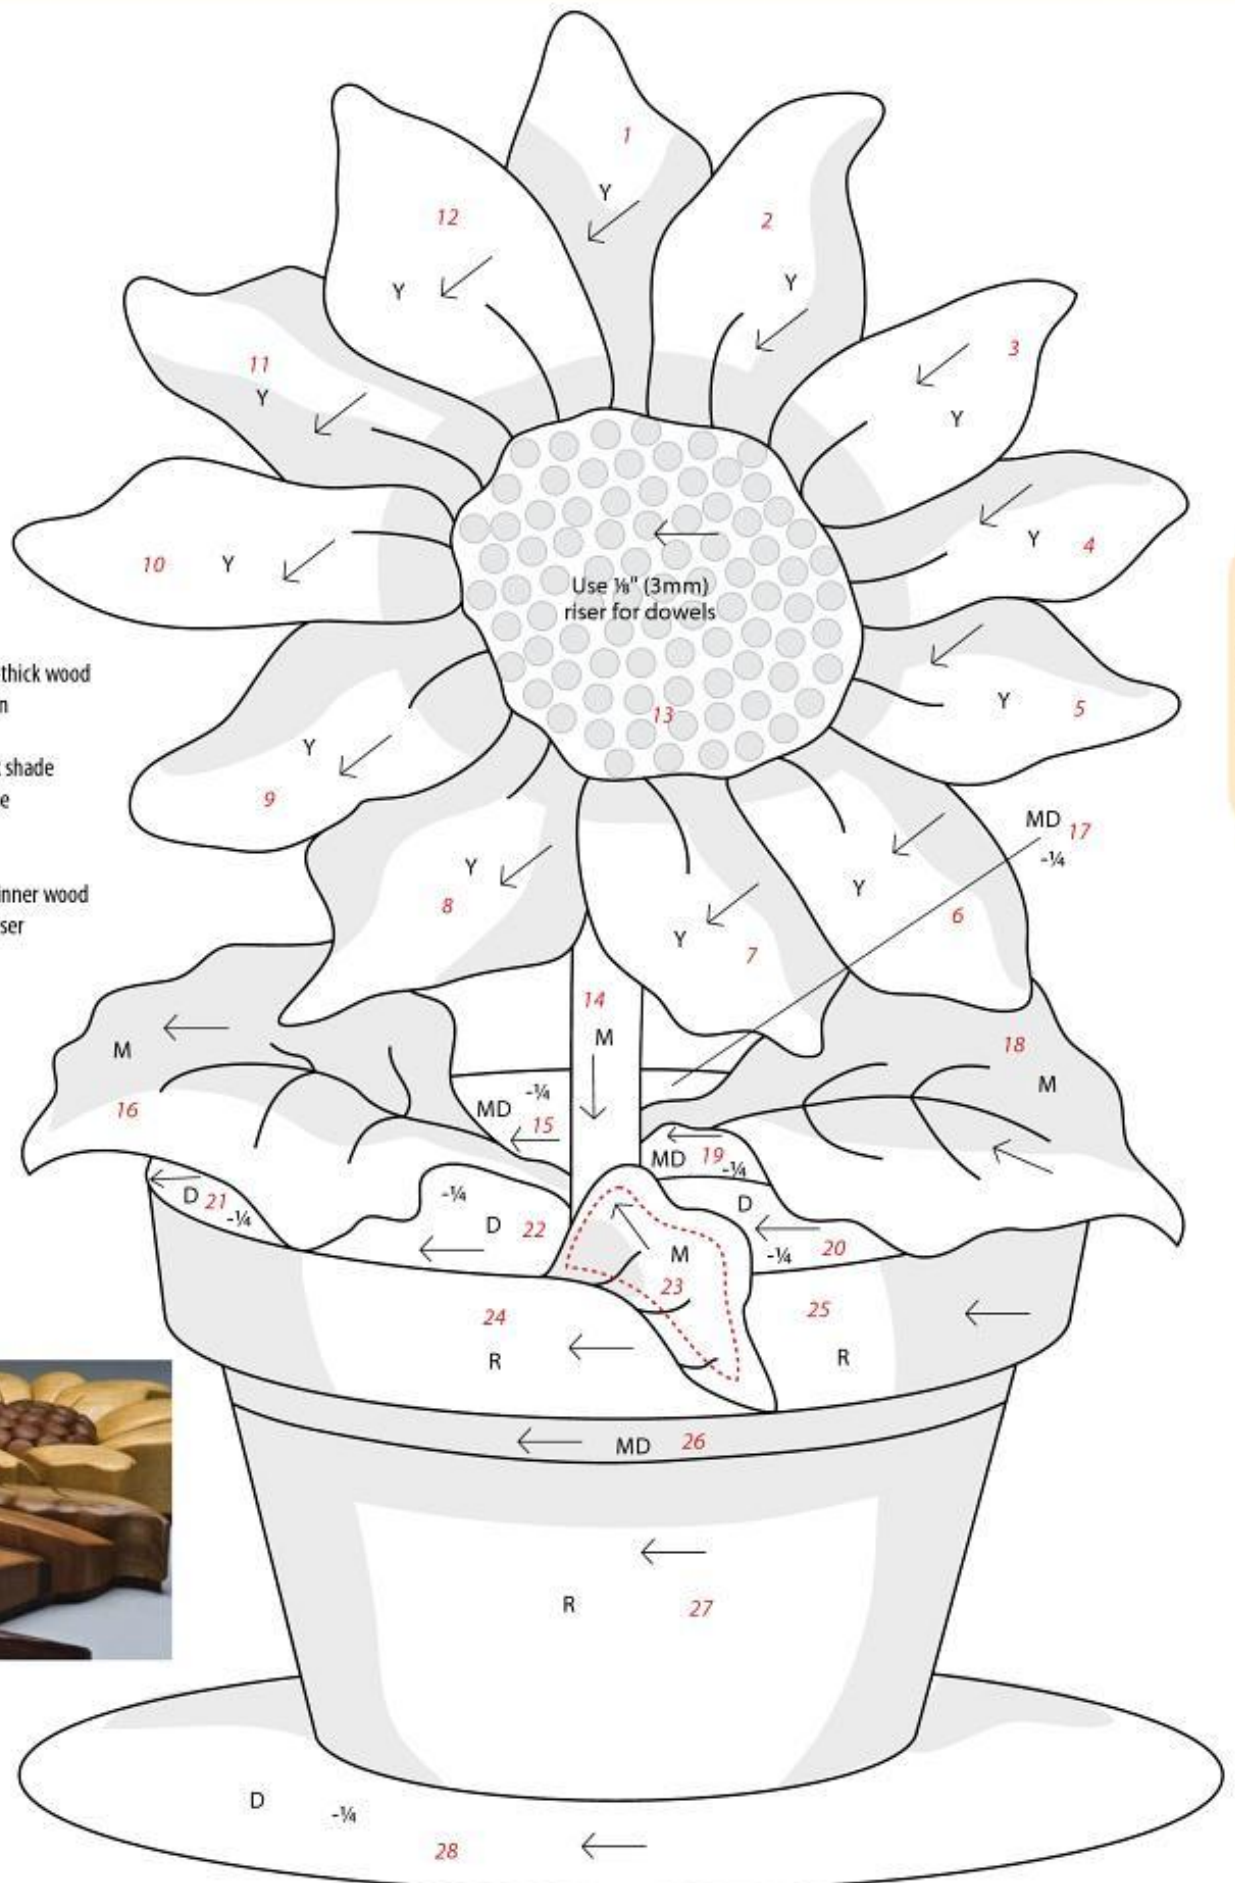 1
Y
12
Y
2
Y
3
Y
11
Y
Y
4
10
Y
Use ⅛" (3mm)
riser for dowels
13
thick wood
shade
Y
5
Y
9
MD
17
-¼
inner wood
Y
8
Y
6
Y
7
14
M
M
16
18
M
-¼
MD
15
MD
19
-¼
D
21
-¼
-¼
D
22
D
20
-¼
M
23
24
R
25
R
MD
26
R
27
D
-¼
28